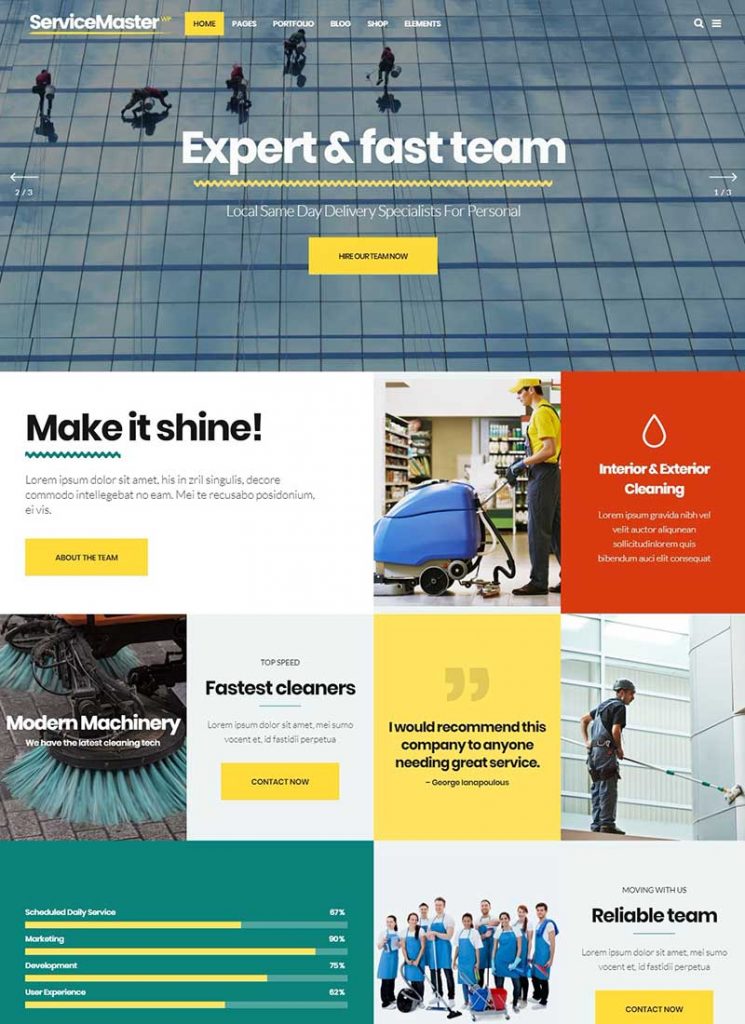 ServiceMaster WP HOME PAGES PORTFOLIO BLOG SHOP ELEMENTS
Expert & fast team
2 / 3
1 / 3
Local Same Day Delivery Specialists For Personal
HIRE OUR TEAM NOW
Make it shine!
Lorem ipsum dolor sit amet, his in zril singulis, decore
commodo intellegebat no eam. Mei te recusabo posidonium,
ei vis.
ABOUT THE TEAM
Interior & Exterior
Cleaning
Lorem ipsum gravida nibh vel
velit auctor aliqunean
sollicitudinlorem quis
bibendum auci elit consequat
Modern Machinery
We have the latest cleaning tech
TOP SPEED
Fastest cleaners
Lorem ipsum dolor sit amet, mei sumo
vocent et, id fastidii perpetua
CONTACT NOW
I would recommend this
company to anyone
needing great service.
– George Ianapoulous
Scheduled Daily Service 67%
Marketing 90%
Development 75%
User Experience 62%
MOVING WITH US
Reliable team
Lorem ipsum dolor sit amet, mei sumo
vocent et, id fastidii perpetua
CONTACT NOW